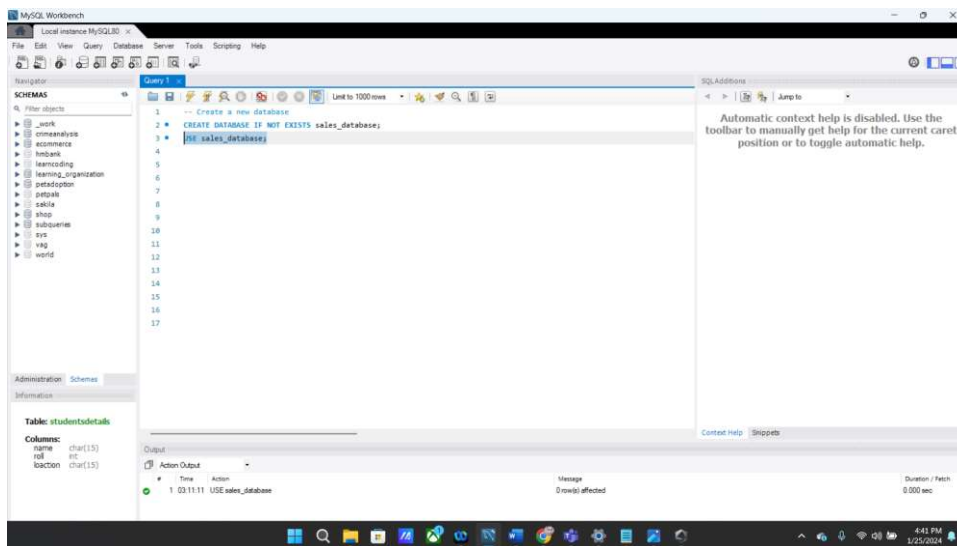 MySQL Workbench
Local instance MySQL80 ×
File Edit View Query Database Server Tools Scripting Help
Navigator
SCHEMAS
Filter objects
_work
crimeanalysis
ecommerce
hmbank
learncoding
learning_organization
petadoption
petpals
sakila
shop
subqueries
sys
vag
world
Administration Schemas
Information
Table: studentsdetails
Columns:
name char(15)
roll int
loaction char(15)
Query 1 ×
Limit to 1000 rows
1 -- Create a new database
2 CREATE DATABASE IF NOT EXISTS sales_database;
3 USE sales_database;
4
5
6
7
8
9
10
11
12
13
14
15
16
17
SQLAdditions
Jump to
Automatic context help is disabled. Use the
toolbar to manually get help for the current caret
position or to toggle automatic help.
Context Help Snippets
Output
Action Output
# Time Action Message Duration / Fetch
1 03:11:11 USE sales_database 0 row(s) affected 0.000 sec
4:41 PM
1/25/2024